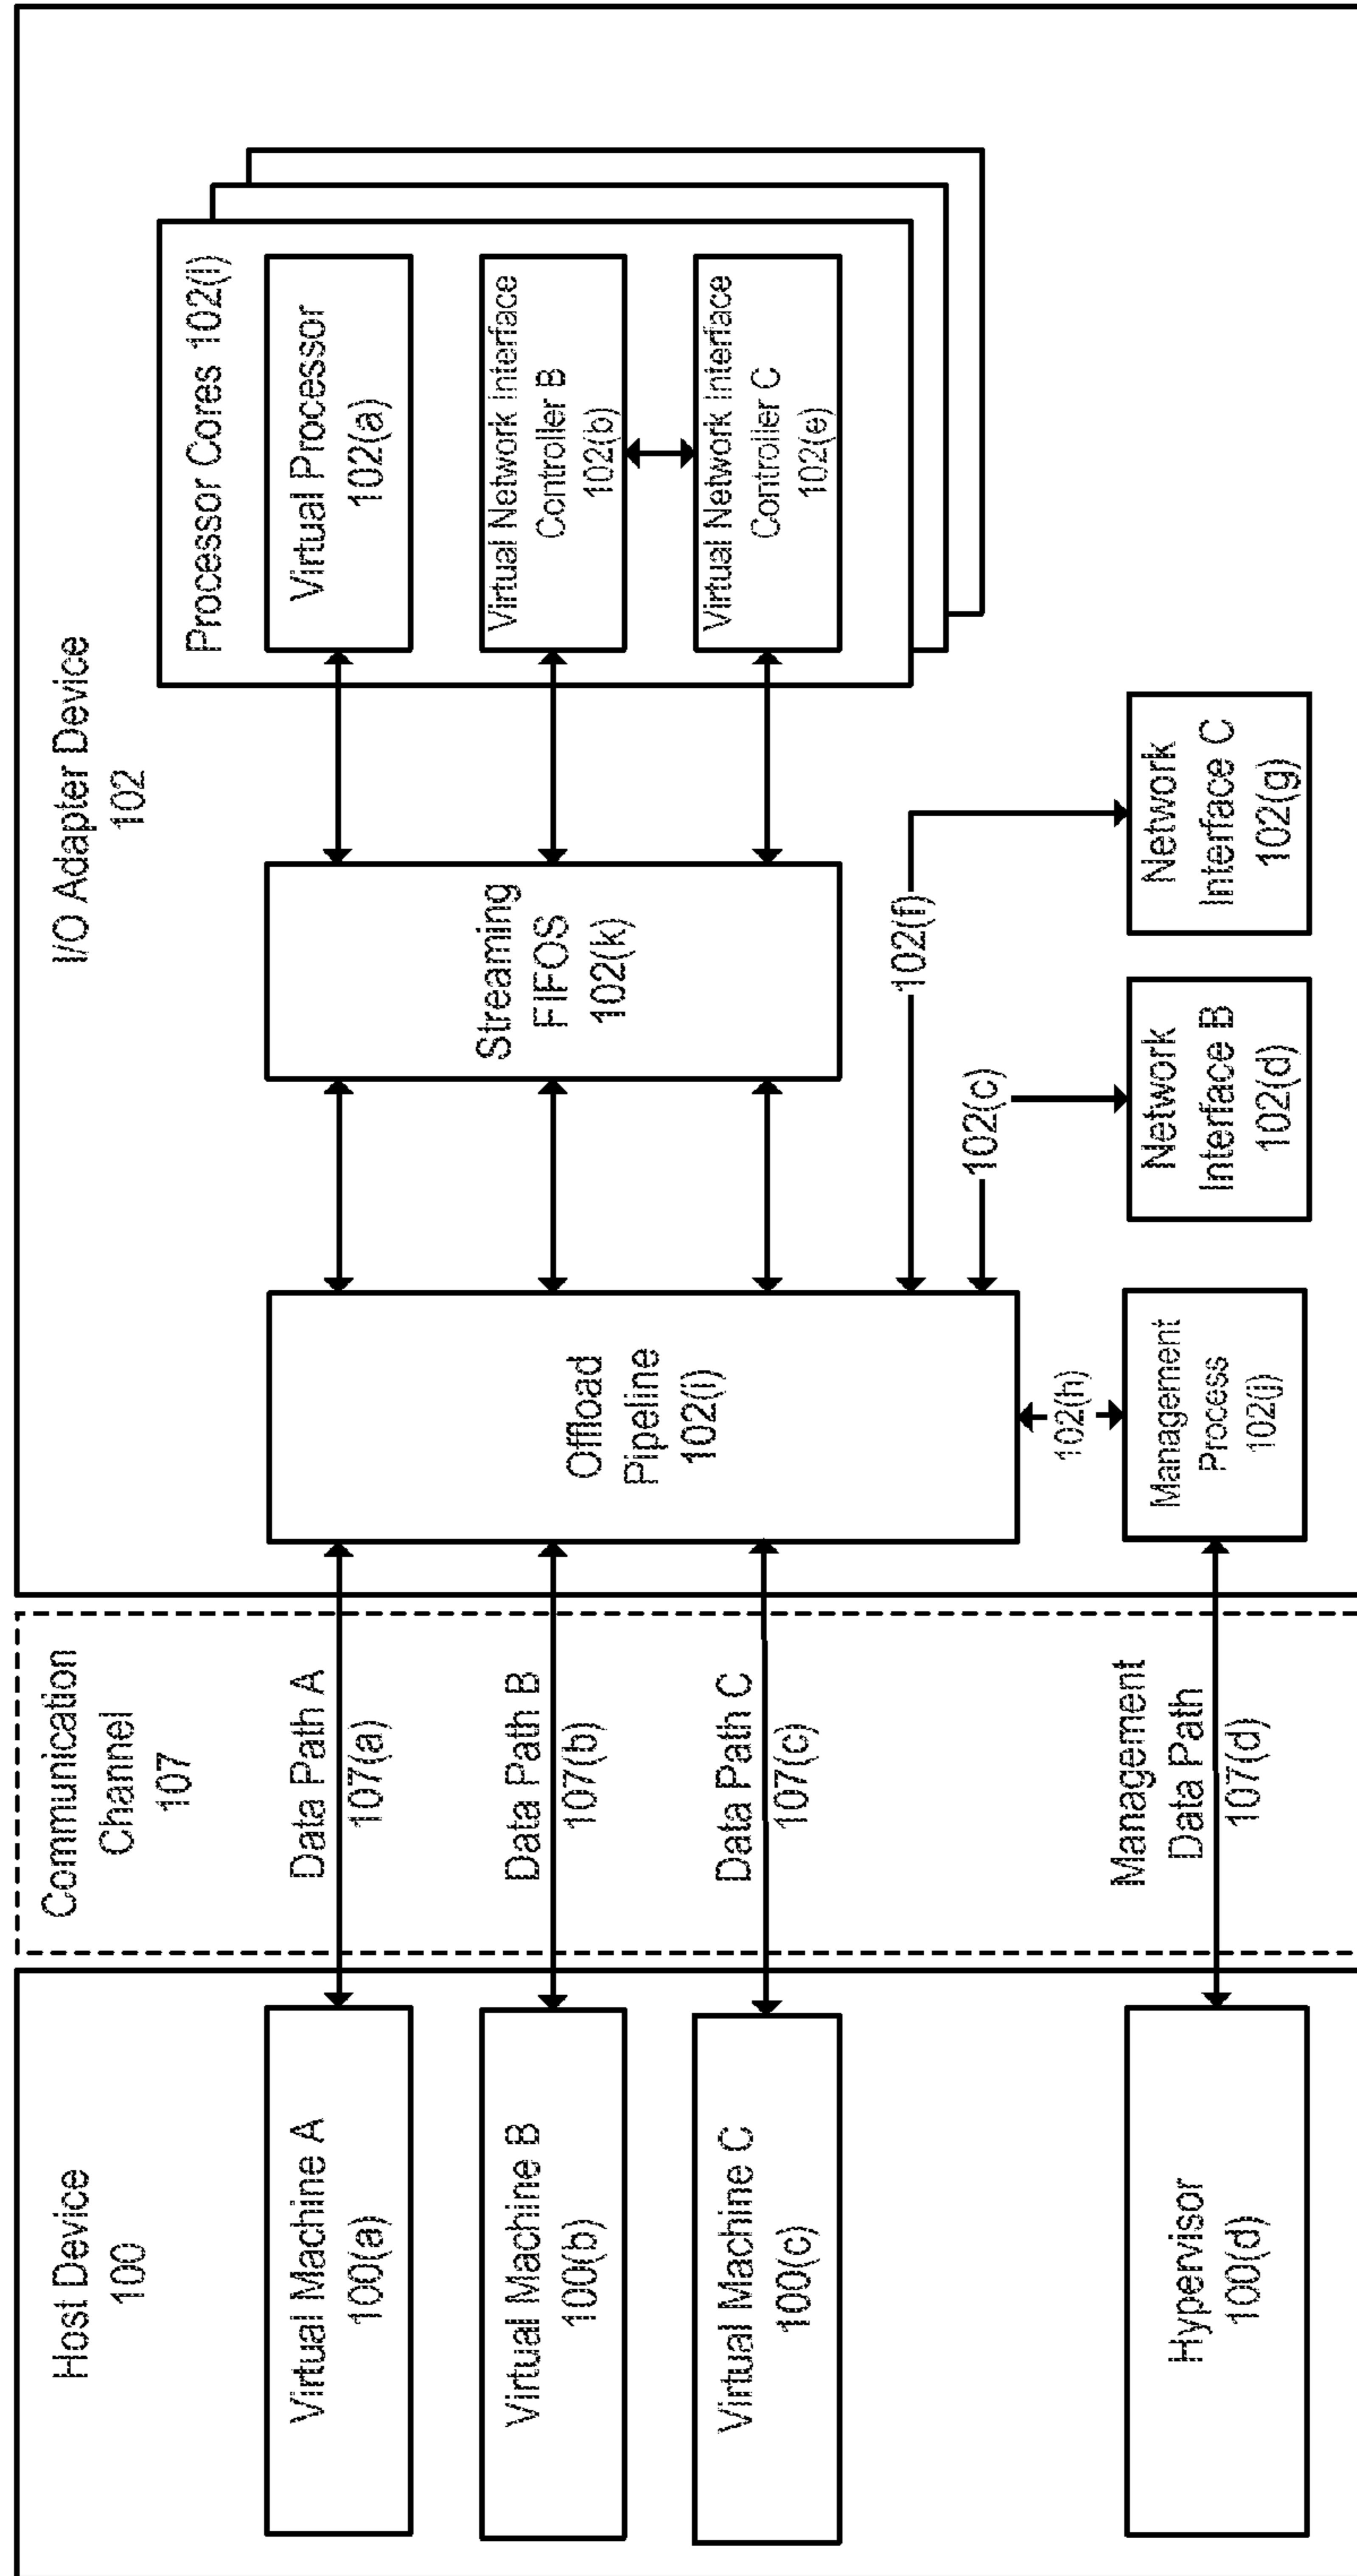 Host Device
100
Virtual Machine A
100(a)
Virtual Machine B
100(b)
Virtual Machine C
100(c)
Hypervisor
100(d)
Communication
Channel
107
Data Path A
107(a)
Data Path B
107(b)
Data Path C
107(c)
Management
Data Path
107(d)
I/O Adapter Device
102
Offload
Pipeline
102(i)
102(h)
Management
Process
102(j)
Streaming
FIFOS
102(k)
102(f)
102(c)
Network
Interface B
102(d)
Network
Interface C
102(g)
Processor Cores 102(l)
Virtual Processor
102(a)
Virtual Network Interface
Controller B
102(b)
Virtual Network Interface
Controller C
102(e)